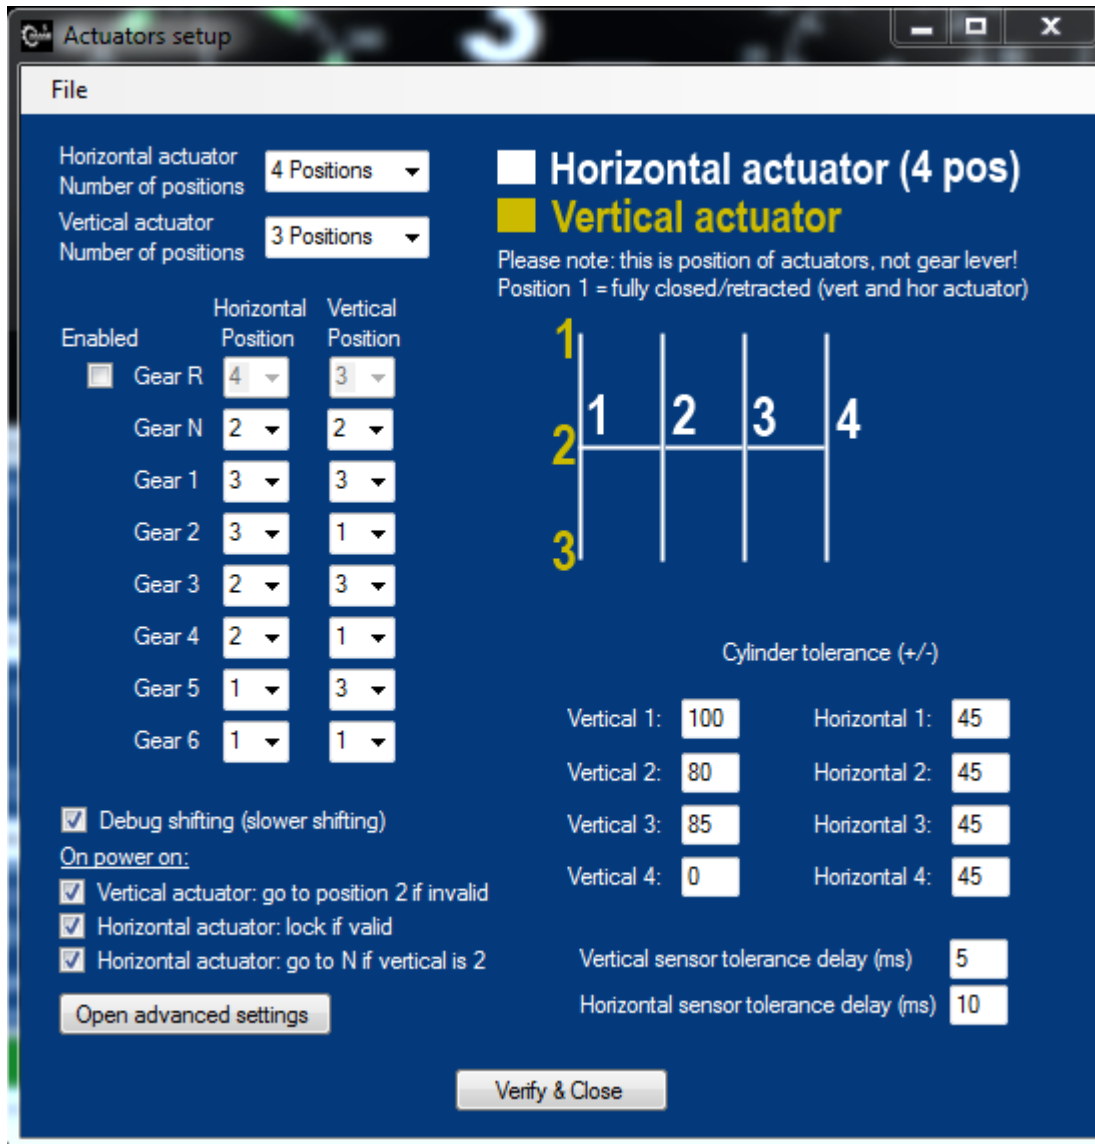 Actuators setup
File
Horizontal actuator
Number of positions
4 Positions
Vertical actuator
Number of positions
3 Positions
Horizontal actuator (4 pos)
Vertical actuator
Please note: this is position of actuators, not gear lever!
Position 1 = fully closed/retracted (vert and hor actuator)
Horizontal Vertical
Enabled Position Position
Gear R 4 3
Gear N 2 2
Gear 1 3 3
Gear 2 3 1
Gear 3 2 3
Gear 4 2 1
Gear 5 1 3
Gear 6 1 1
1
1 2 3 4
2
3
Cylinder tolerance (+/-)
Vertical 1: 100 Horizontal 1: 45
Vertical 2: 80 Horizontal 2: 45
Vertical 3: 85 Horizontal 3: 45
Vertical 4: 0 Horizontal 4: 45
Debug shifting (slower shifting)
On power on:
Vertical actuator: go to position 2 if invalid
Horizontal actuator: lock if valid
Horizontal actuator: go to N if vertical is 2
Vertical sensor tolerance delay (ms) 5
Horizontal sensor tolerance delay (ms) 10
Open advanced settings
Verify & Close